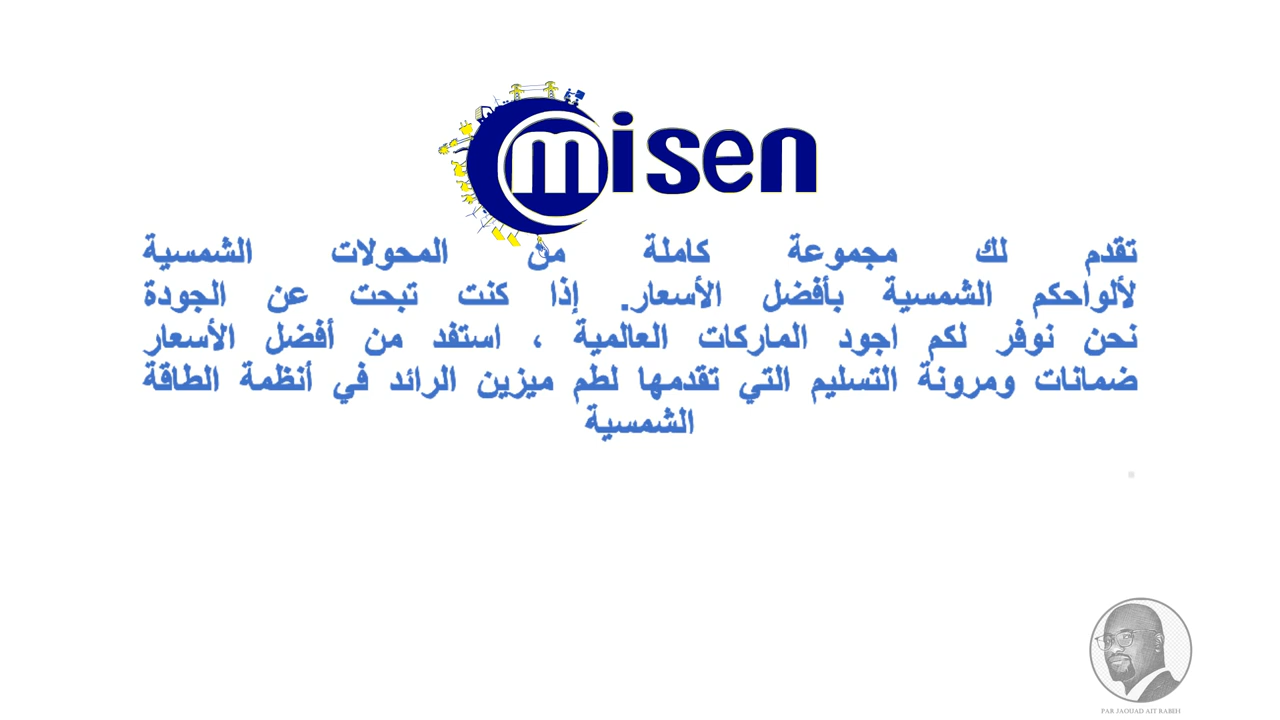 misen
تقدم لك مجموعة كاملة من المحولات الشمسية
لألواحكم الشمسية بأفضل الأسعار. إذا كنت تبحت عن الجودة
نحن نوفر لكم اجود الماركات العالمية ، استفد من أفضل الأسعار
ضمانات ومرونة التسليم التي تقدمها لطم ميزين الرائد في أنظمة الطاقة
الشمسية
PAR JAOUAD AIT RABEH